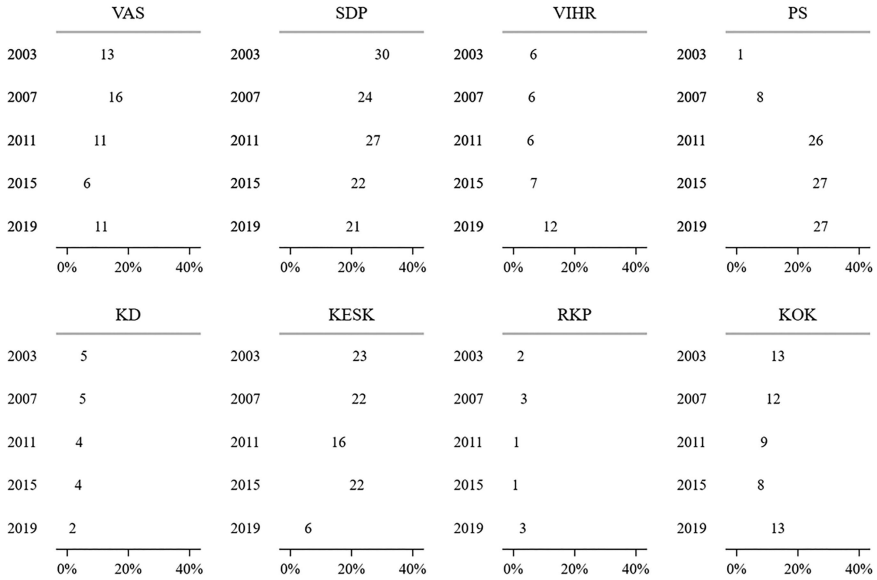 VAS SDP VIHR PS
2003 13 2003 30 2003 6 2003 1
2007 16 2007 24 2007 6 2007 8
2011 11 2011 27 2011 6 2011 26
2015 6 2015 22 2015 7 2015 27
2019 11 2019 21 2019 12 2019 27
0% 20% 40% 0% 20% 40% 0% 20% 40% 0% 20% 40%
KD KESK RKP KOK
2003 5 2003 23 2003 2 2003 13
2007 5 2007 22 2007 3 2007 12
2011 4 2011 16 2011 1 2011 9
2015 4 2015 22 2015 1 2015 8
2019 2 2019 6 2019 3 2019 13
0% 20% 40% 0% 20% 40% 0% 20% 40% 0% 20% 40%